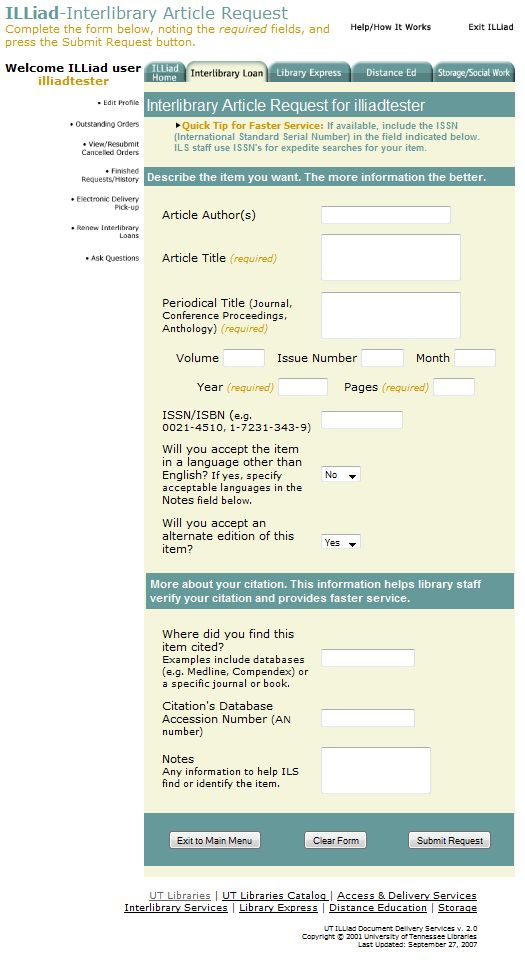 ILLiad-Interlibrary Article Request
Complete the form below, noting the required fields, and
press the Submit Request button.
Help/How It Works
Exit ILLiad
Welcome ILLiad user
illiadtester
ILLiad
Home
Interlibrary Loan
Library Express
Distance Ed
Storage/Social Work
• Edit Profile
• Outstanding Orders
• View/Resubmit
Cancelled Orders
• Finished
Requests/History
• Electronic Delivery
Pick-up
• Renew Interlibrary
Loans
• Ask Questions
Interlibrary Article Request for illiadtester
Quick Tip for Faster Service: If available, include the ISSN
(International Standard Serial Number) in the field indicated below.
ILS staff use ISSN's for expedite searches for your item.
Describe the item you want. The more information the better.
Article Author(s)
Article Title (required)
Periodical Title (Journal,
Conference Proceedings,
Anthology) (required)
Volume Issue Number Month
Year (required) Pages (required)
ISSN/ISBN (e.g.
0021-4510, 1-7231-343-9)
Will you accept the item
in a language other than
English? If yes, specify
acceptable languages in the
Notes field below.
No
Will you accept an
alternate edition of this
item?
Yes
More about your citation. This information helps library staff
verify your citation and provides faster service.
Where did you find this
item cited?
Examples include databases
(e.g. Medline, Compendex) or
a specific journal or book.
Citation's Database
Accession Number (AN
number)
Notes
Any information to help ILS
find or identify the item.
Exit to Main Menu
Clear Form
Submit Request
UT Libraries | UT Libraries Catalog | Access & Delivery Services
Interlibrary Services | Library Express | Distance Education | Storage
UT ILLiad Document Delivery Services v. 2.0
Copyright © 2001 University of Tennessee Libraries
Last Updated: September 27, 2007